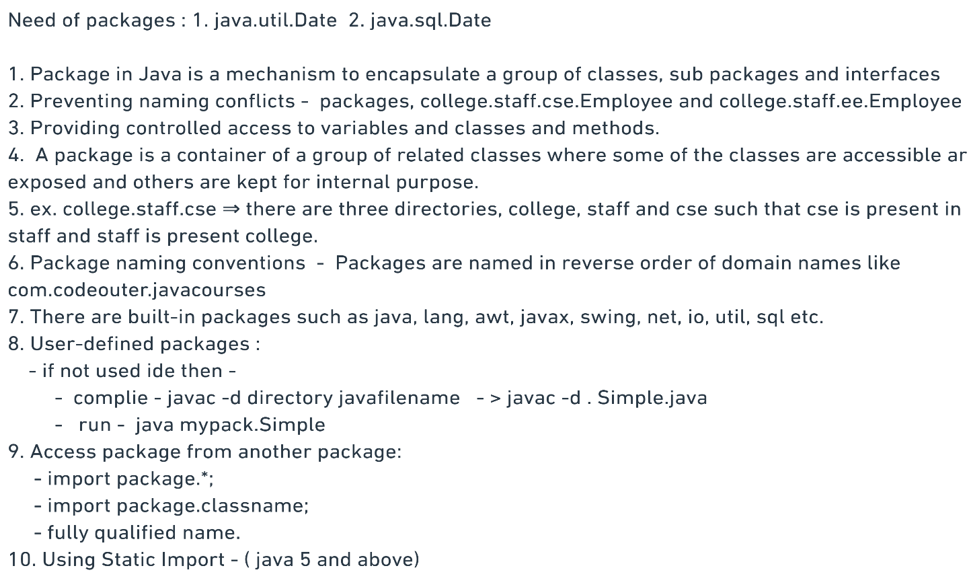 Need of packages : 1. java.util.Date 2. java.sql.Date
1. Package in Java is a mechanism to encapsulate a group of classes, sub packages and interfaces
2. Preventing naming conflicts - packages, college.staff.cse.Employee and college.staff.ee.Employee
3. Providing controlled access to variables and classes and methods.
4. A package is a container of a group of related classes where some of the classes are accessible ar
exposed and others are kept for internal purpose.
5. ex. college.staff.cse ⇒ there are three directories, college, staff and cse such that cse is present in
staff and staff is present college.
6. Package naming conventions - Packages are named in reverse order of domain names like
com.codeouter.javacourses
7. There are built-in packages such as java, lang, awt, javax, swing, net, io, util, sql etc.
8. User-defined packages :
- if not used ide then -
- complie - javac -d directory javafilename - > javac -d . Simple.java
- run - java mypack.Simple
9. Access package from another package:
- import package.*;
- import package.classname;
- fully qualified name.
10. Using Static Import - ( java 5 and above)